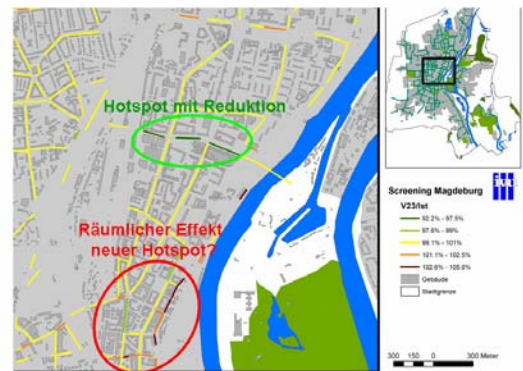 Hotspot mit Reduktion
Räumlicher Effekt
neuer Hotspot?
Screening Magdeburg
V23/Ist
92.2% - 97.5%
97.6% - 99%
99.1% - 101%
101.1% - 102.5%
102.6% - 105.0%
Gebäude
Stadtgrenze
300 150 0 300 Meter